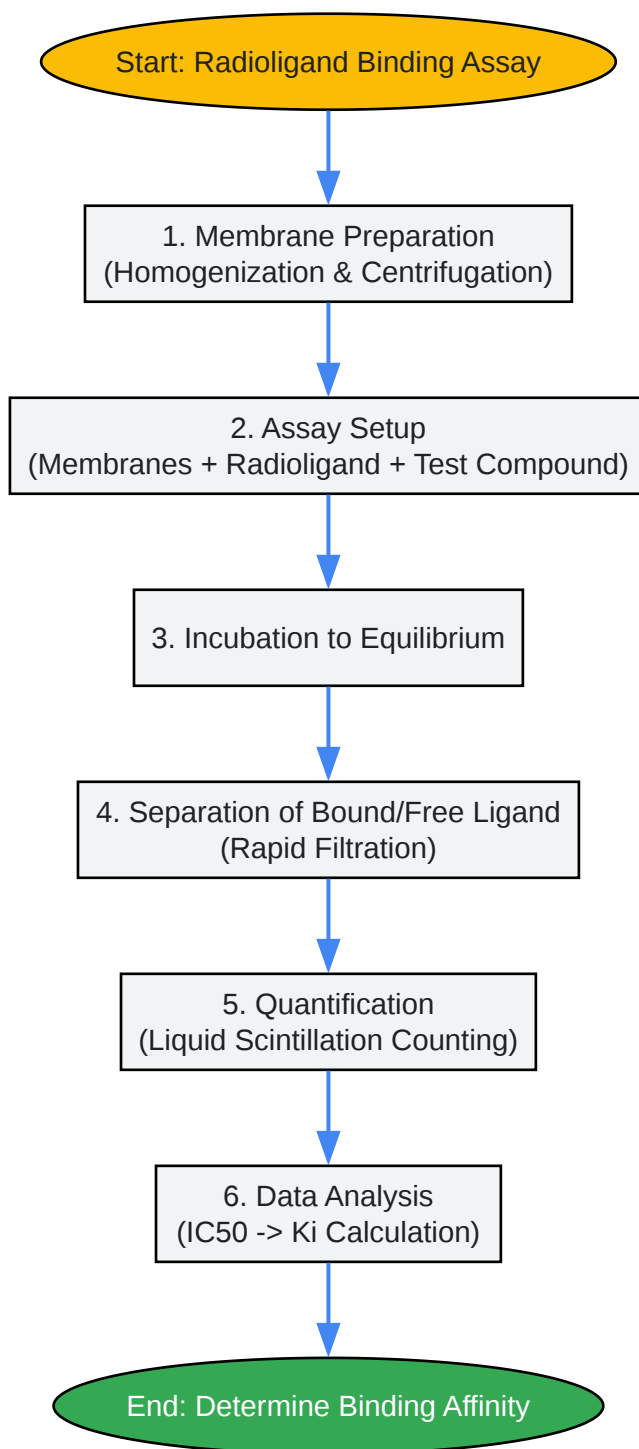 Start: Radioligand Binding Assay
1. Membrane Preparation
(Homogenization & Centrifugation)
2. Assay Setup
(Membranes + Radioligand + Test Compound)
3. Incubation to Equilibrium
4. Separation of Bound/Free Ligand
(Rapid Filtration)
5. Quantification
(Liquid Scintillation Counting)
6. Data Analysis
(IC50 -> Ki Calculation)
End: Determine Binding Affinity